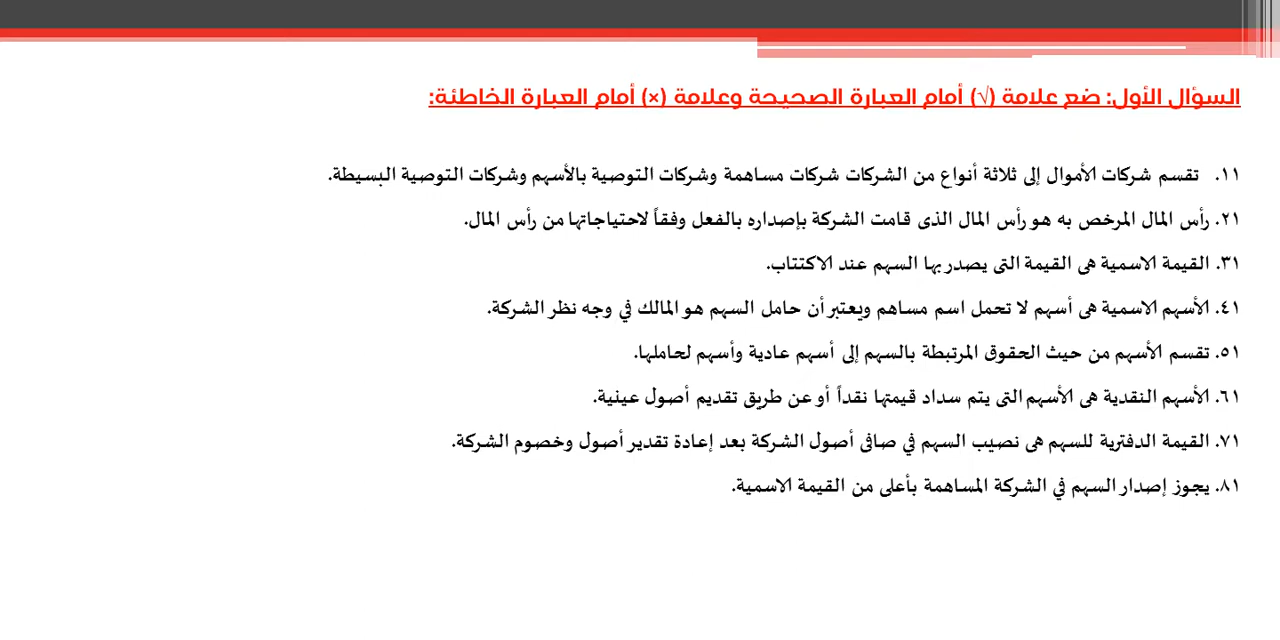 السؤال الأول: ضع علامة (√) أمام العبارة الصحيحة وعلامة (×) أمام العبارة الخاطئة:
١١. تقسم شركات الأموال إلى ثلاثة أنواع من الشركات شركات مساهمة وشركات التوصية بالأسهم وشركات التوصية البسيطة.
٢١. رأس المال المرخص به هو رأس المال الذى قامت الشركة بإصداره بالفعل وفقاً لاحتياجاتها من رأس المال.
٣١. القيمة الاسمية هى القيمة التى يصدر بها السهم عند الاكتتاب.
٤١. الأسهم الاسمية هى أسهم لا تحمل اسم مساهم ويعتبر أن حامل السهم هو المالك في وجه نظر الشركة.
٥١. تقسم الأسهم من حيث الحقوق المرتبطة بالسهم إلى أسهم عادية وأسهم لحاملها.
٦١. الأسهم النقدية هى الأسهم التى يتم سداد قيمتها نقداً أو عن طريق تقديم أصول عينية.
٧١. القيمة الدفترية للسهم هى نصيب السهم في صافى أصول الشركة بعد إعادة تقدير أصول وخصوم الشركة.
٨١. يجوز إصدار السهم في الشركة المساهمة بأعلى من القيمة الاسمية.